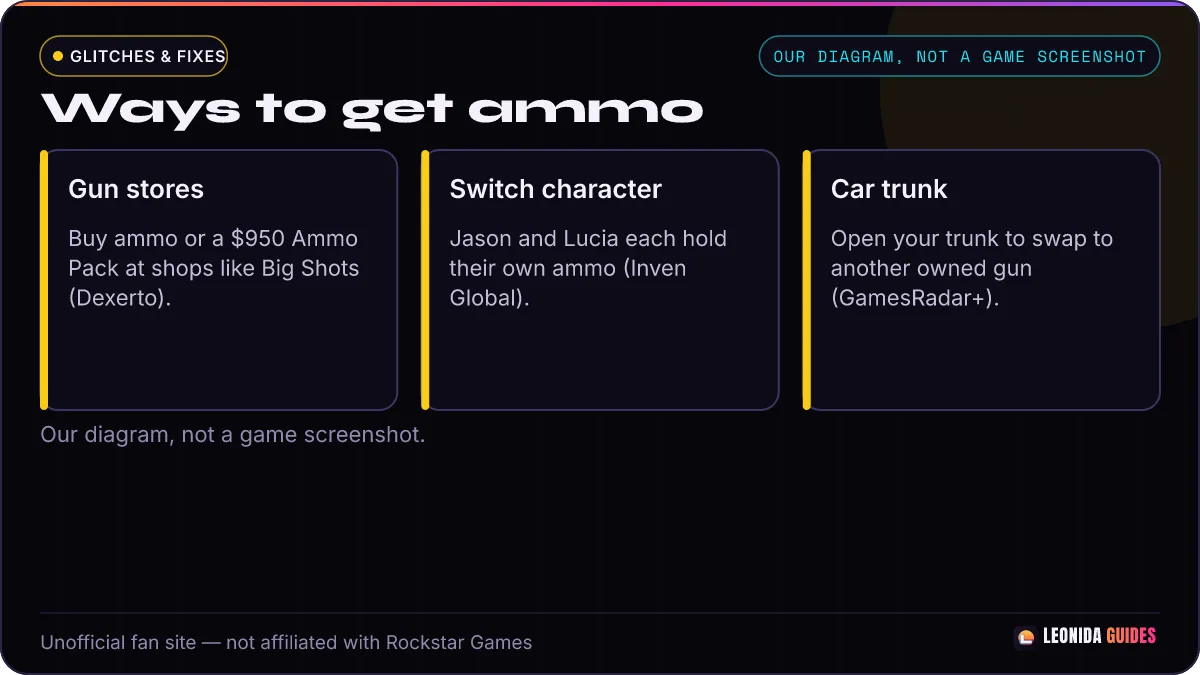 GLITCHES & FIXES
OUR DIAGRAM, NOT A GAME SCREENSHOT
Ways to get ammo
Gun stores
Buy ammo or a $950 Ammo
Pack at shops like Big Shots
(Dexerto).
Switch character
Jason and Lucia each hold
their own ammo (Inven
Global).
Car trunk
Open your trunk to swap to
another owned gun
(GamesRadar+).
Our diagram, not a game screenshot.
Unofficial fan site — not affiliated with Rockstar Games
LEONIDA GUIDES